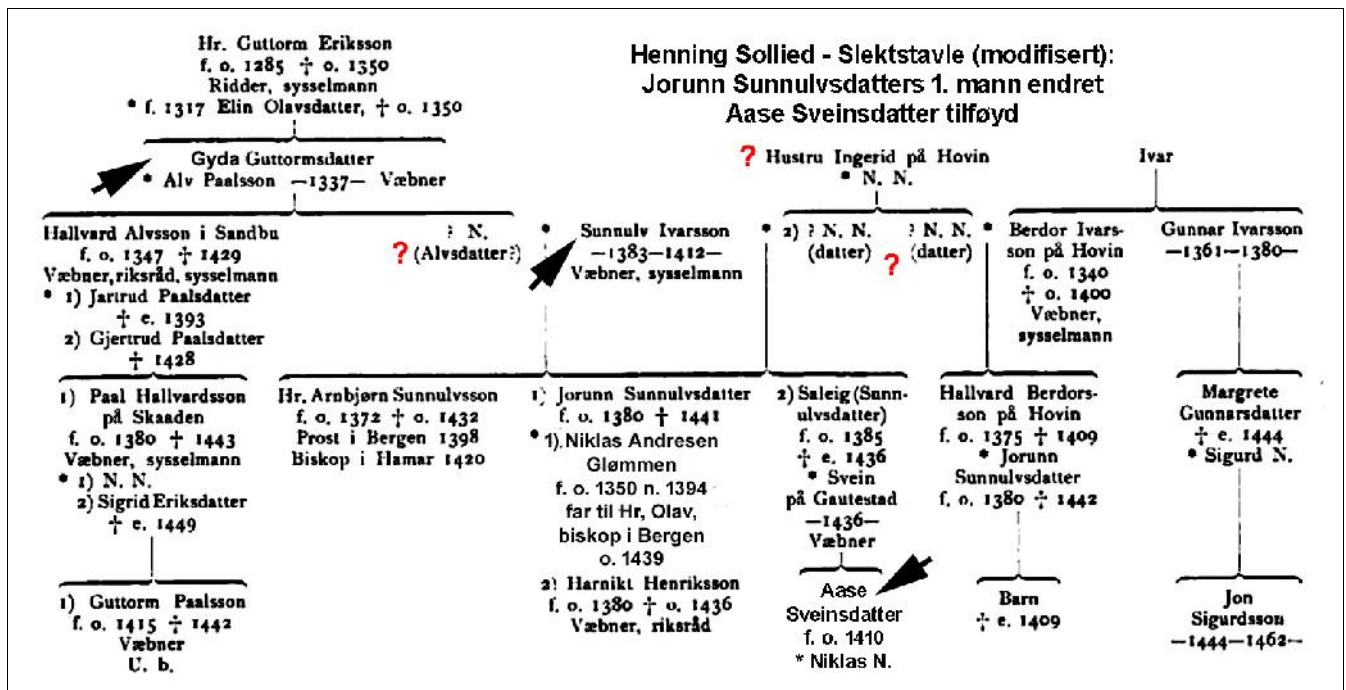 Henning Sollied - Slektstavle (modifisert):
Jorunn Sunnulvsdatters 1. mann endret
Aase Sveinsdatter tilføyd
Hr. Guttorm Eriksson
f. o. 1285 † o. 1350
Ridder, sysselmann
* f. 1317 Elin Olavsdatter, † o. 1350
Gyda Guttormsdatter
* Alv Paalsson —1337— Væbner
? Hustru Ingerid på Hovin
* N. N.
Ivar
Hallvard Alvsson i Sandbu
f. o. 1347 † 1429
Væbner, riksråd, sysselmann
* 1) Jartrud Paalsdatter
† e. 1393
2) Gjertrud Paalsdatter
† 1428
? N.
? (Alvsdatter?)
*
Sunnulv Ivarsson
—1383—1412—
Væbner, sysselmann
* 2) ? N. N.
(datter)
? N. N. *
? (datter)
Berdor Ivars-
son på Hovin
f. o. 1340
† o. 1400
Væbner,
sysselmann
Gunnar Ivarsson
—1361—1380—
1) Paal Hallvardsson
på Skaaden
f. o. 1380 † 1443
Væbner, sysselmann
* 1) N. N.
2) Sigrid Eriksdatter
† e. 1449
Hr. Arnbjørn Sunnulvsson
f. o. 1372 † o. 1432
Prost i Bergen 1398
Biskop i Hamar 1420
1) Jorunn Sunnulvsdatter
f. o. 1380 † 1441
* 1). Niklas Andresen
Glømmen
f. o. 1350 n. 1394
far til Hr, Olav,
biskop i Bergen
o. 1439
2) Harnikt Henriksson
f. o. 1380 † o. 1436
Væbner, riksråd
2) Saleig (Sunn-
ulvsdatter)
f. o. 1385
† e. 1436
* Svein
på Gautestad
—1436—
Væbner
Hallvard Berdors-
son på Hovin
f. o. 1375 † 1409
* Jorunn
Sunnulvsdatter
f. o. 1380 † 1442
Margrete
Gunnarsdatter
† e. 1444
* Sigurd N.
1) Guttorm Paalsson
f. o. 1415 † 1442
Væbner
U. b.
Aase
Sveinsdatter
f. o. 1410
* Niklas N.
Barn
† e. 1409
Jon
Sigurdsson
—1444—1462—